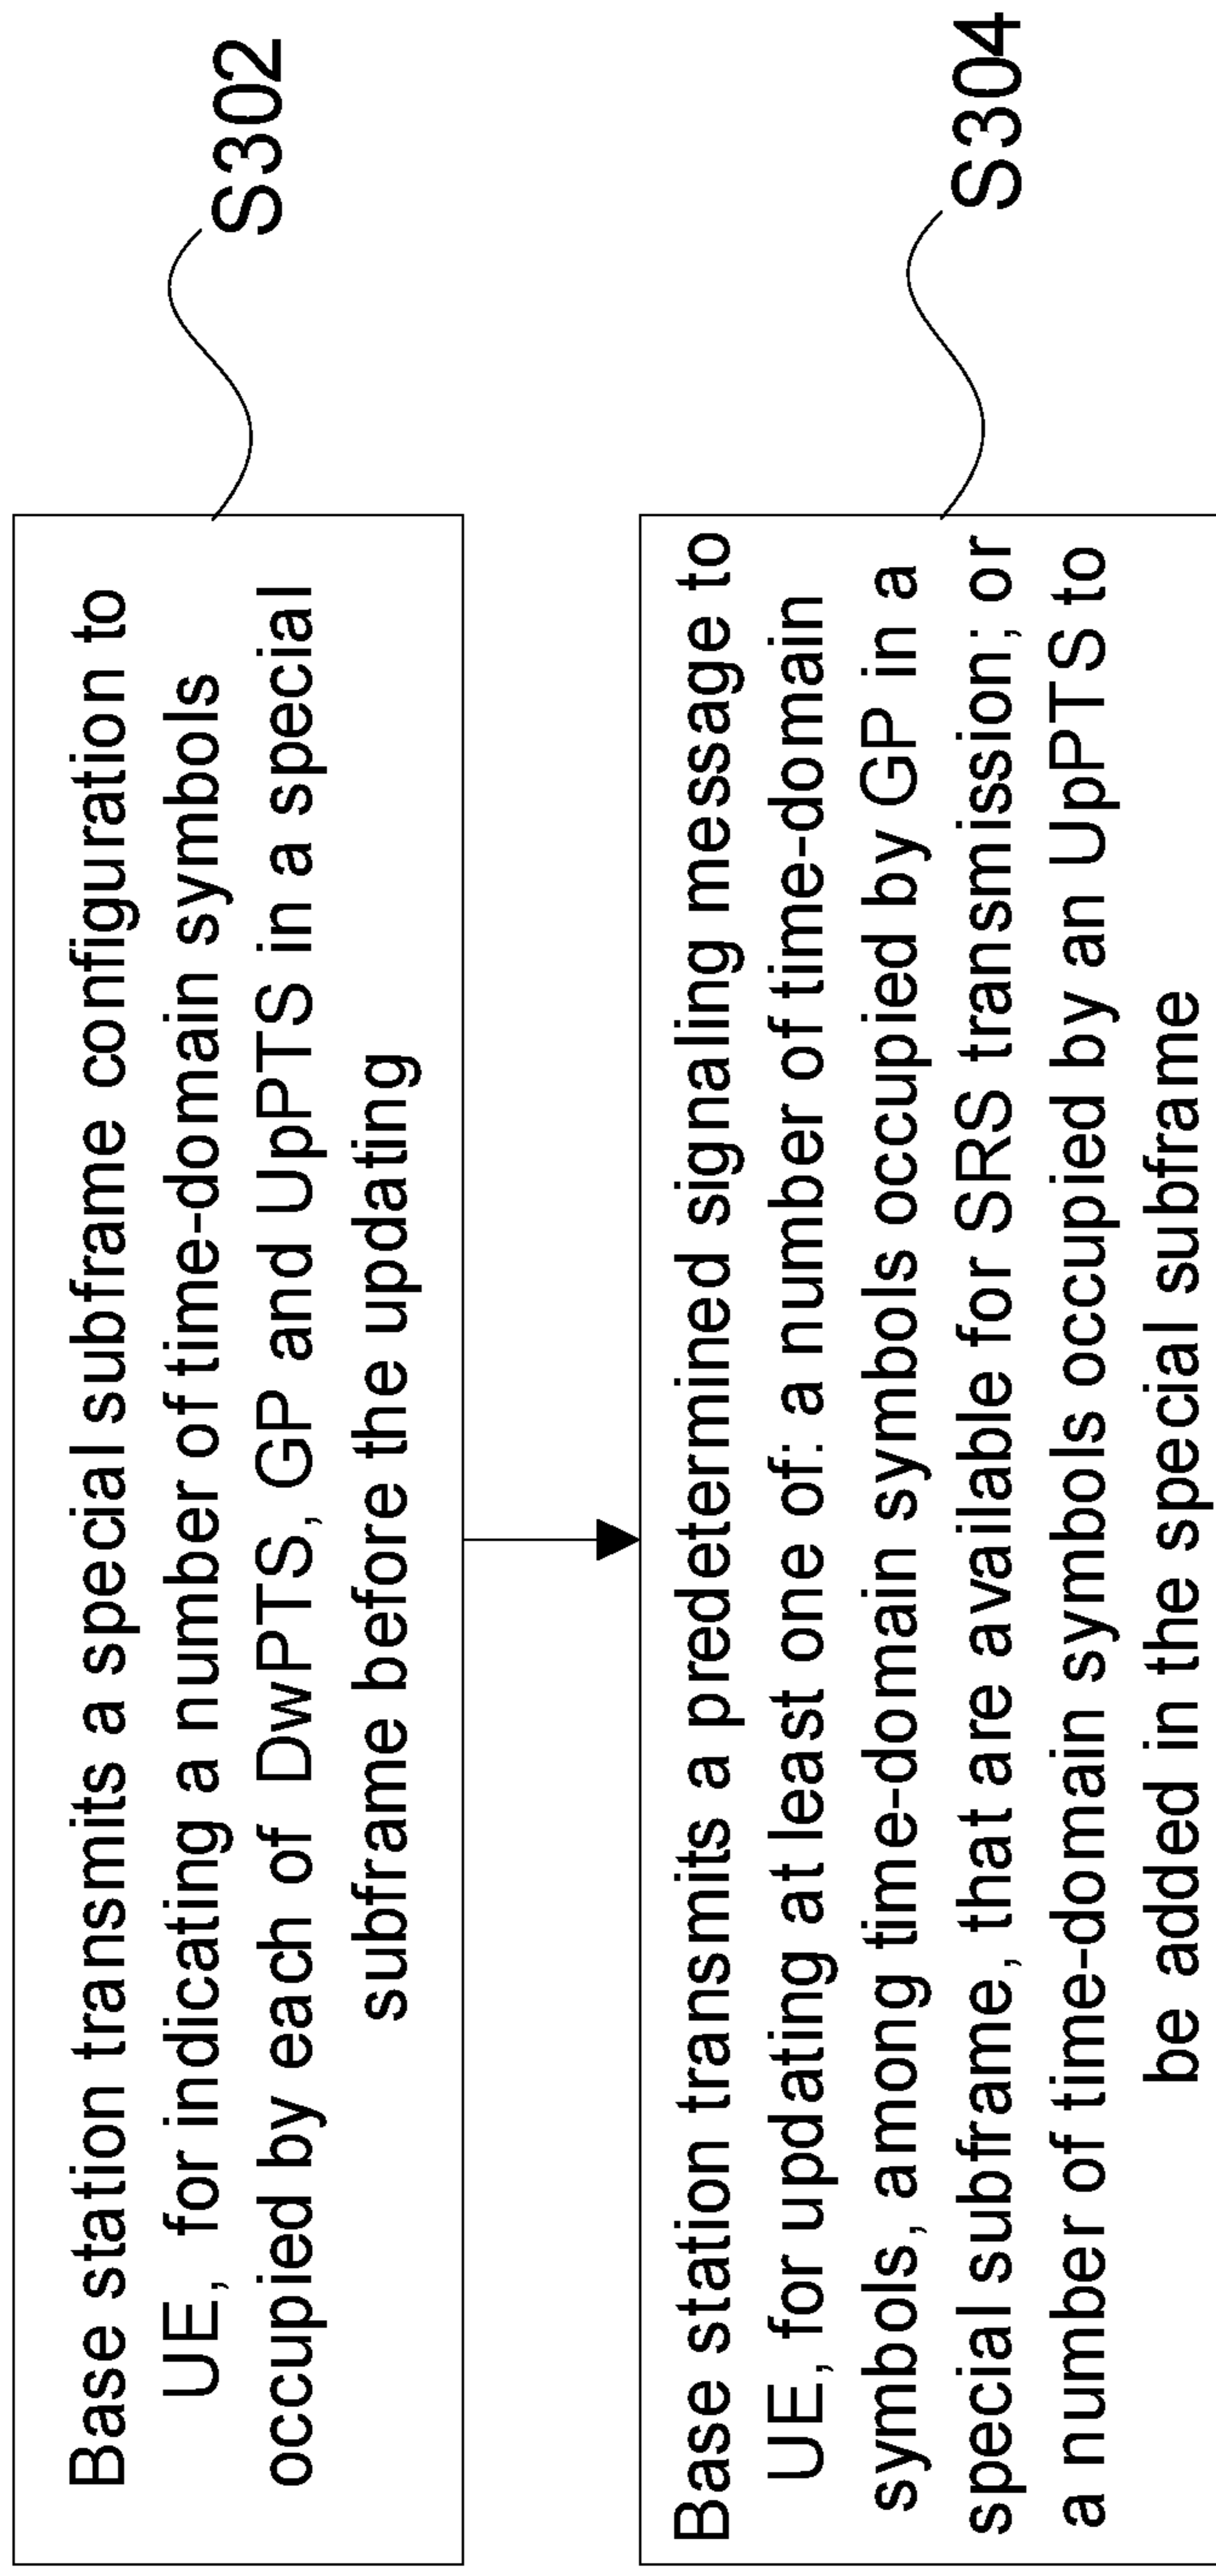 Base station transmits a special subframe configuration to
UE, for indicating a number of time-domain symbols
occupied by each of DwPTS, GP and UpPTS in a special
subframe before the updating
S302
Base station transmits a predetermined signaling message to
UE, for updating at least one of: a number of time-domain
symbols, among time-domain symbols occupied by GP in a
special subframe, that are available for SRS transmission; or
a number of time-domain symbols occupied by an UpPTS to
be added in the special subframe
S304